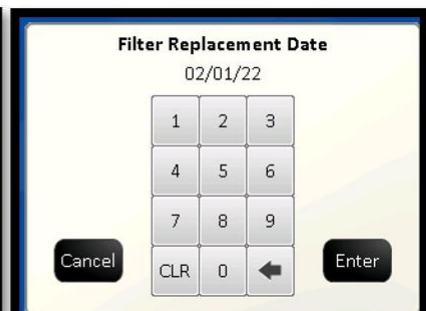 Filter Replacement Date
02/01/22
1 2 3
4 5 6
7 8 9
Cancel CLR 0 Enter